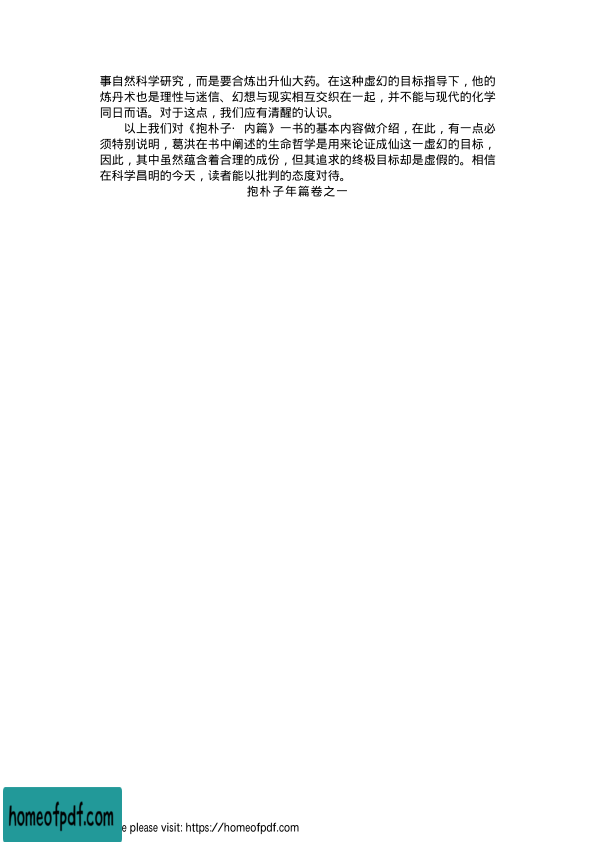 事自然科学研究，而是要合炼出升仙大药。在这种虚幻的目标指导下，他的
炼丹术也是理性与迷信、幻想与现实相互交织在一起，并不能与现代的化学
同日而语。对于这点，我们应有清醒的认识。
以上我们对《抱朴子·内篇》一书的基本内容做介绍，在此，有一点必
须特别说明，葛洪在书中阐述的生命哲学是用来论证成仙这一虚幻的目标，
因此，其中虽然蕴含着合理的成份，但其追求的终极目标却是虚假的。相信
在科学昌明的今天，读者能以批判的态度对待。
抱朴子年篇卷之一
homeofpdf.com
please visit: https://homeofpdf.com